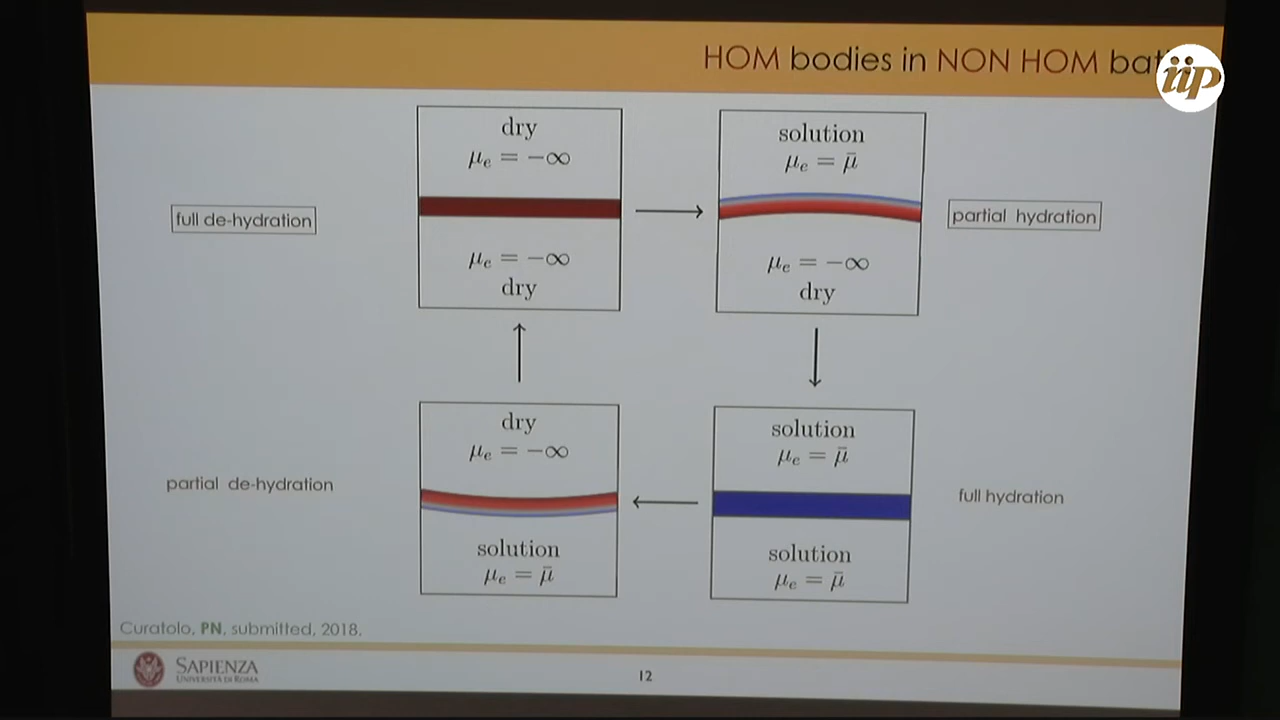 HOM bodies in NON HOM
iip
dry
μₑ = −∞
μₑ = −∞
dry
full de-hydration
solution
μₑ = μ̄
μₑ = −∞
dry
partial hydration
dry
μₑ = −∞
solution
μₑ = μ̄
partial de-hydration
solution
μₑ = μ̄
solution
μₑ = μ̄
full hydration
Curatolo, PN, submitted, 2018.
SAPIENZA
UNIVERSITÀ DI ROMA
12